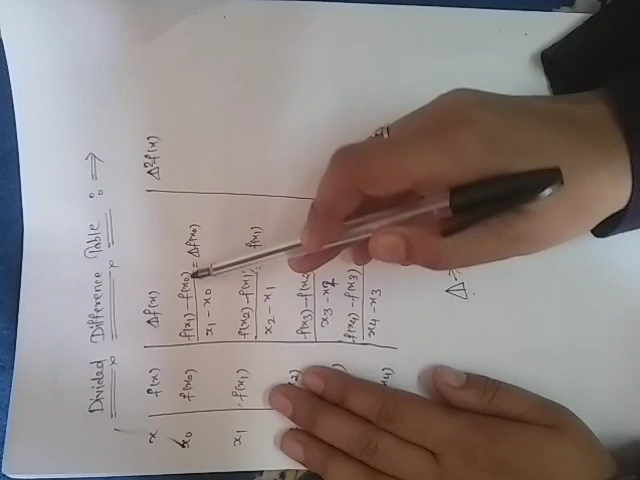 Divided Difference Table : ⇒
x f(x) Δf(x) Δ²f(x)
x₀ f(x₀) f(x₁) - f(x₀) / x₁ - x₀ = Δf(x₀)
x₁ f(x₁) f(x₂) - f(x₁) / x₂ - x₁ f(x₁)
f(x₃) - f(x₂) / x₃ - x₂
f(x₄) - f(x₃) / x₄ - x₃
Δ